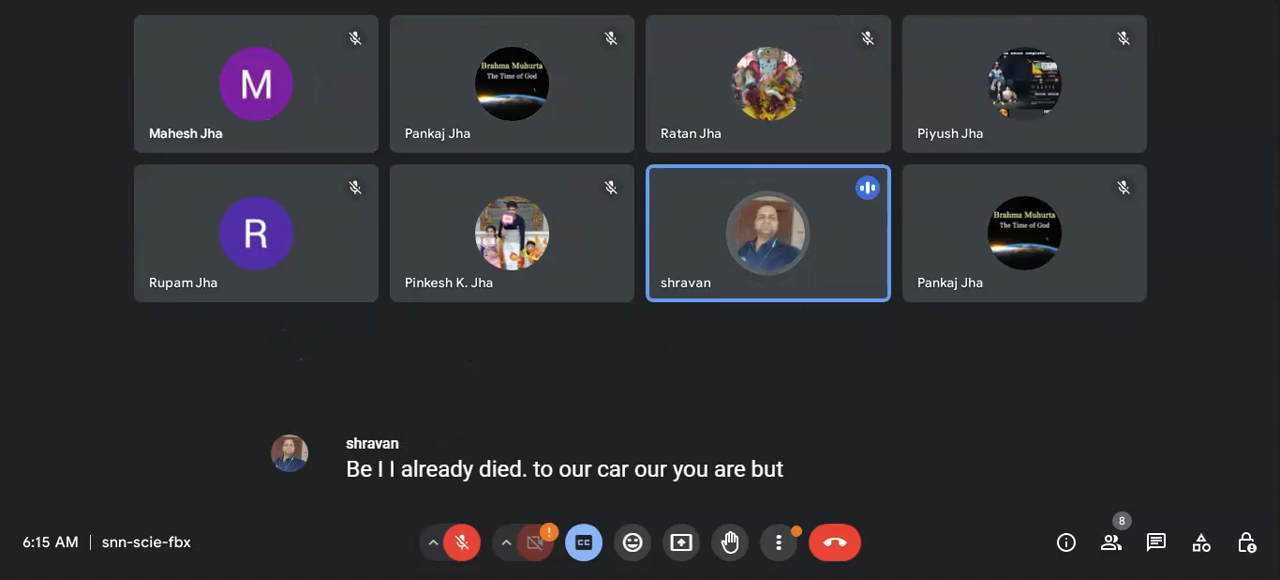 M
Mahesh Jha
Brahma Muhurta
The Time of God
Pankaj Jha
Ratan Jha
Piyush Jha
R
Rupam Jha
Pinkesh K. Jha
shravan
Brahma Muhurta
The Time of God
Pankaj Jha
shravan
Be I I already died. to our car our you are but
6:15 AM | snn-scie-fbx
!
CC
8